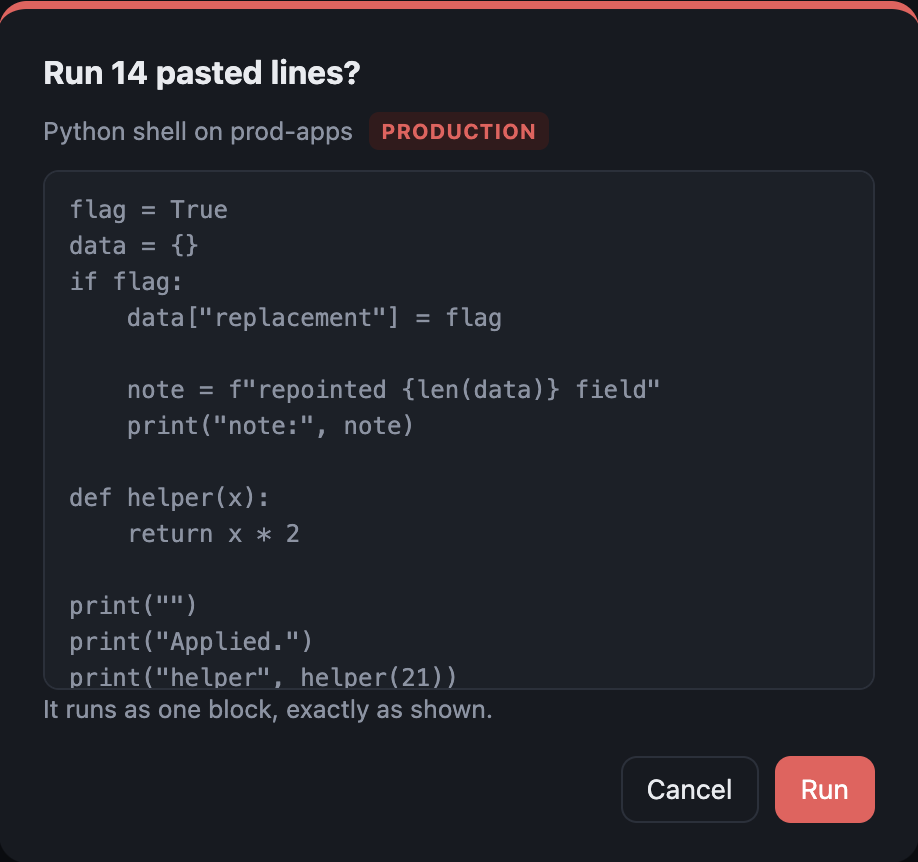 Run 14 pasted lines?
Python shell on prod-apps PRODUCTION
flag = True
data = {}
if flag:
    data["replacement"] = flag

    note = f"repointed {len(data)} field"
    print("note:", note)

def helper(x):
    return x * 2

print("")
print("Applied.")
print("helper", helper(21))
It runs as one block, exactly as shown.
Cancel Run